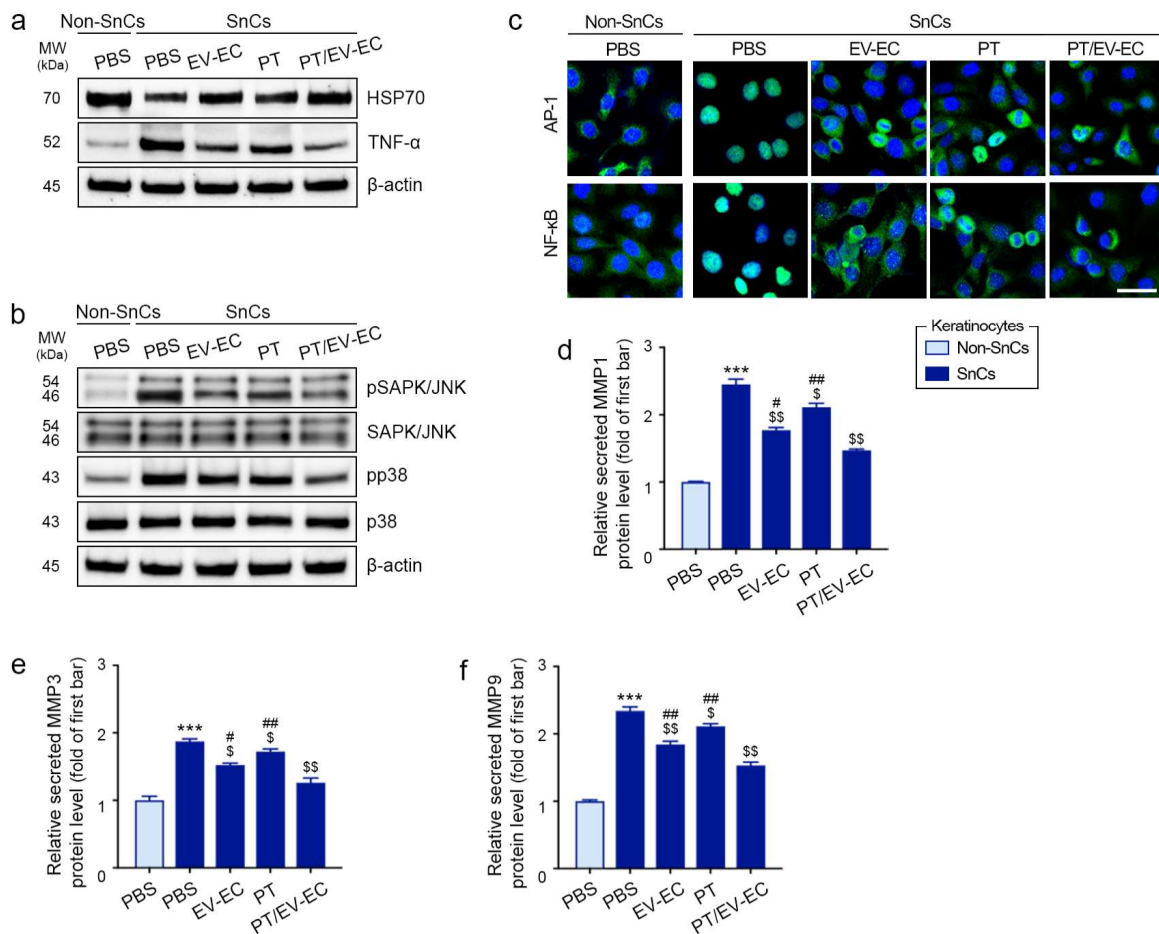 a
Non-SnCs SnCs
MW
(kDa)
PBS PBS EV-EC PT PT/EV-EC
70 HSP70
52 TNF-α
45 β-actin
b
Non-SnCs SnCs
MW
(kDa)
PBS PBS EV-EC PT PT/EV-EC
54
46
pSAPK/JNK
54
46
SAPK/JNK
43 pp38
43 p38
45 β-actin
c
Non-SnCs SnCs
PBS PBS EV-EC PT PT/EV-EC
AP-1
NF-κB
Keratinocytes
Non-SnCs
SnCs
d
Relative secreted MMP1
protein level (fold of first bar)
3
2
1
0
***
#
$$
##
$
$$
PBS PBS EV-EC PT PT/EV-EC
e
Relative secreted MMP3
protein level (fold of first bar)
3
2
1
0
***
#
$
##
$
$$
PBS PBS EV-EC PT PT/EV-EC
f
Relative secreted MMP9
protein level (fold of first bar)
3
2
1
0
***
##
$$
##
$
$$
PBS PBS EV-EC PT PT/EV-EC